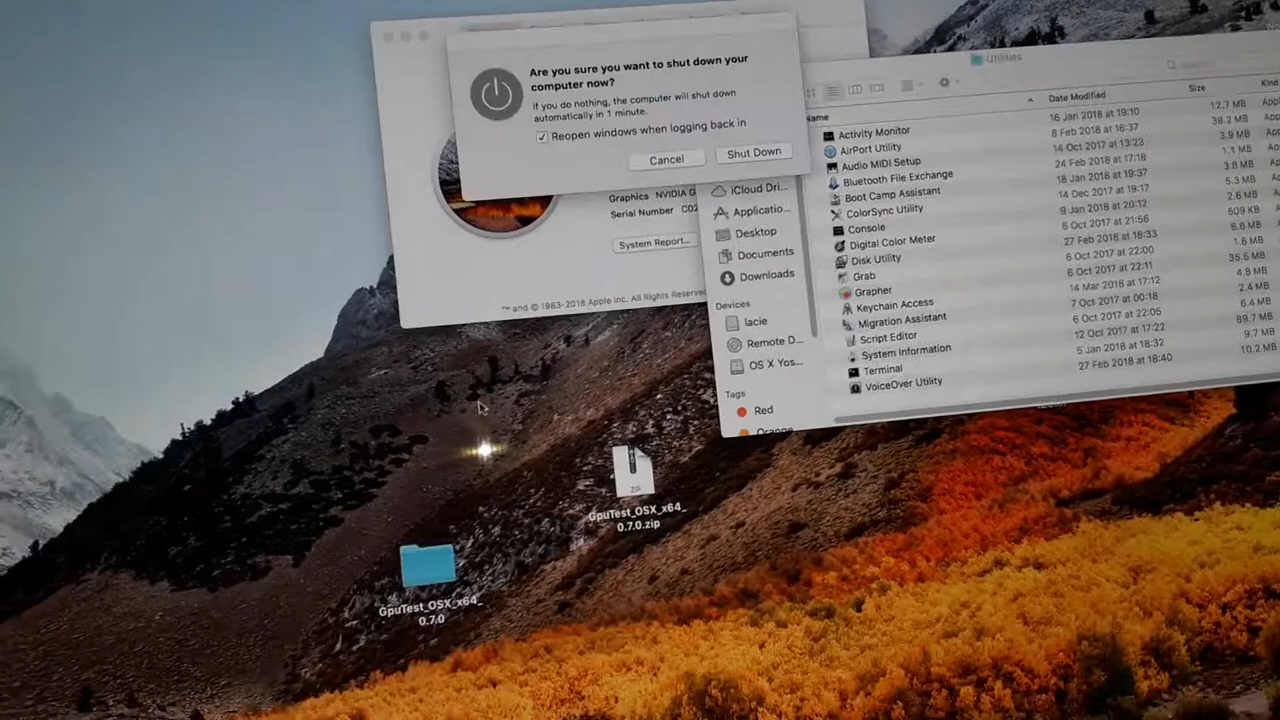 Are you sure you want to shut down your
computer now?
If you do nothing, the computer will shut down
automatically in 1 minute.
Reopen windows when logging back in
Cancel
Shut Down
Graphics NVIDIA G
Serial Number C02
System Report...
™ and © 1983-2018 Apple Inc. All Rights Reserved
Utilities
Name
Date Modified
Size
Kind
Activity Monitor 16 Jan 2018 at 19:10 12.7 MB
AirPort Utility 8 Feb 2018 at 16:37 38.2 MB
Audio MIDI Setup 14 Oct 2017 at 13:23 3.9 MB
Bluetooth File Exchange 24 Feb 2018 at 17:18 1.1 MB
Boot Camp Assistant 18 Jan 2018 at 19:37 3.8 MB
ColorSync Utility 14 Dec 2017 at 19:17 5.3 MB
Console 9 Jan 2018 at 20:12 2.6 MB
Digital Color Meter 6 Oct 2017 at 21:56 609 KB
Disk Utility 27 Feb 2018 at 18:33 6.6 MB
Grab 6 Oct 2017 at 22:00 1.6 MB
Grapher 6 Oct 2017 at 22:11 35.6 MB
Keychain Access 14 Mar 2018 at 17:12 4.8 MB
Migration Assistant 7 Oct 2017 at 00:18 2.4 MB
Script Editor 6 Oct 2017 at 22:05 6.4 MB
System Information 12 Oct 2017 at 17:22 89.7 MB
Terminal 5 Jan 2018 at 18:32 9.7 MB
VoiceOver Utility 27 Feb 2018 at 18:40 10.2 MB
iCloud Dri...
Applicatio...
Desktop
Documents
Downloads
Devices
lacie
Remote D...
OS X Yos...
Tags
Red
Orange
GpuTest_OSX_x64_
0.7.0.zip
ZIP
GpuTest_OSX_x64_
0.7.0